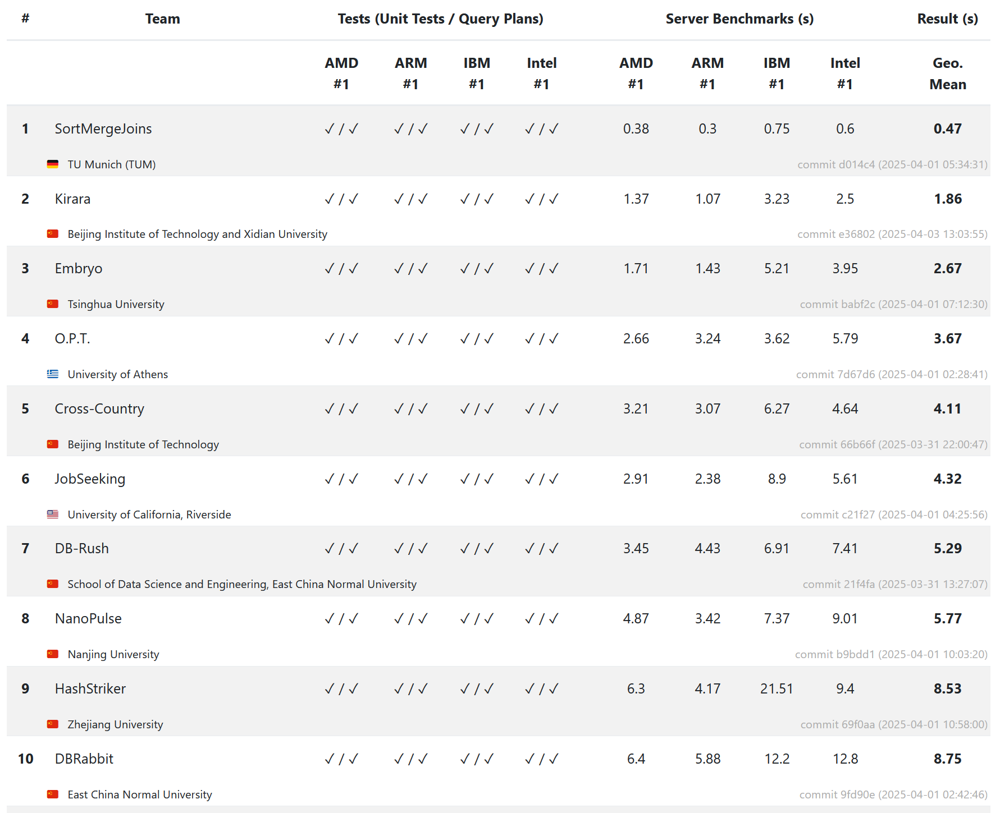 # Team Tests (Unit Tests / Query Plans) Server Benchmarks (s) Result (s)
AMD #1 ARM #1 IBM #1 Intel #1 AMD #1 ARM #1 IBM #1 Intel #1 Geo. Mean
1 SortMergeJoins ✓ / ✓ ✓ / ✓ ✓ / ✓ ✓ / ✓ 0.38 0.3 0.75 0.6 0.47
TU Munich (TUM) commit d014c4 (2025-04-01 05:34:31)
2 Kirara ✓ / ✓ ✓ / ✓ ✓ / ✓ ✓ / ✓ 1.37 1.07 3.23 2.5 1.86
Beijing Institute of Technology and Xidian University commit e36802 (2025-04-03 13:03:55)
3 Embryo ✓ / ✓ ✓ / ✓ ✓ / ✓ ✓ / ✓ 1.71 1.43 5.21 3.95 2.67
Tsinghua University commit babf2c (2025-04-01 07:12:30)
4 O.P.T. ✓ / ✓ ✓ / ✓ ✓ / ✓ ✓ / ✓ 2.66 3.24 3.62 5.79 3.67
University of Athens commit 7d67d6 (2025-04-01 02:28:41)
5 Cross-Country ✓ / ✓ ✓ / ✓ ✓ / ✓ ✓ / ✓ 3.21 3.07 6.27 4.64 4.11
Beijing Institute of Technology commit 66b66f (2025-03-31 22:00:47)
6 JobSeeking ✓ / ✓ ✓ / ✓ ✓ / ✓ ✓ / ✓ 2.91 2.38 8.9 5.61 4.32
University of California, Riverside commit c21f27 (2025-04-01 04:25:56)
7 DB-Rush ✓ / ✓ ✓ / ✓ ✓ / ✓ ✓ / ✓ 3.45 4.43 6.91 7.41 5.29
School of Data Science and Engineering, East China Normal University commit 21f4fa (2025-03-31 13:27:07)
8 NanoPulse ✓ / ✓ ✓ / ✓ ✓ / ✓ ✓ / ✓ 4.87 3.42 7.37 9.01 5.77
Nanjing University commit b9bdd1 (2025-04-01 10:03:20)
9 HashStriker ✓ / ✓ ✓ / ✓ ✓ / ✓ ✓ / ✓ 6.3 4.17 21.51 9.4 8.53
Zhejiang University commit 69f0aa (2025-04-01 10:58:00)
10 DBRabbit ✓ / ✓ ✓ / ✓ ✓ / ✓ ✓ / ✓ 6.4 5.88 12.2 12.8 8.75
East China Normal University commit 9fd90e (2025-04-01 02:42:46)